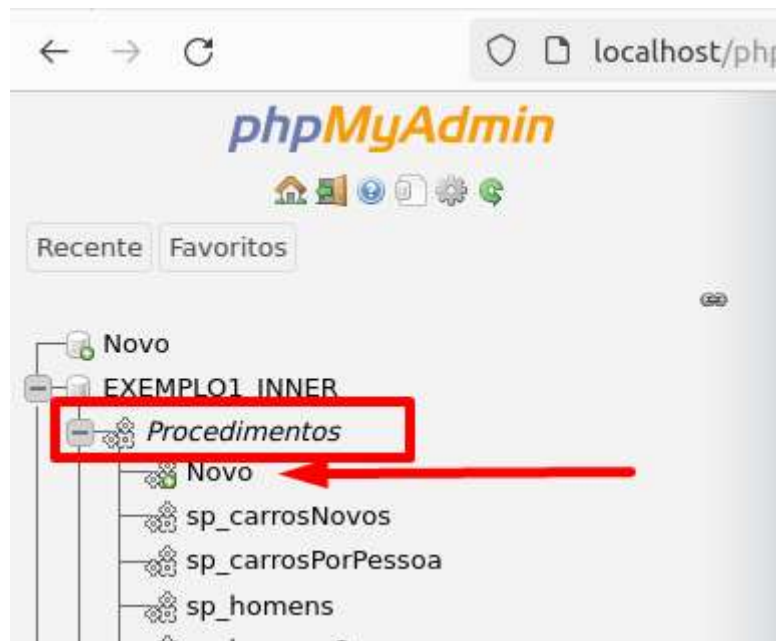 localhost/php
phpMyAdmin
Recente Favoritos
Novo
EXEMPLO1_INNER
Procedimentos
Novo
sp_carrosNovos
sp_carrosPorPessoa
sp_homens